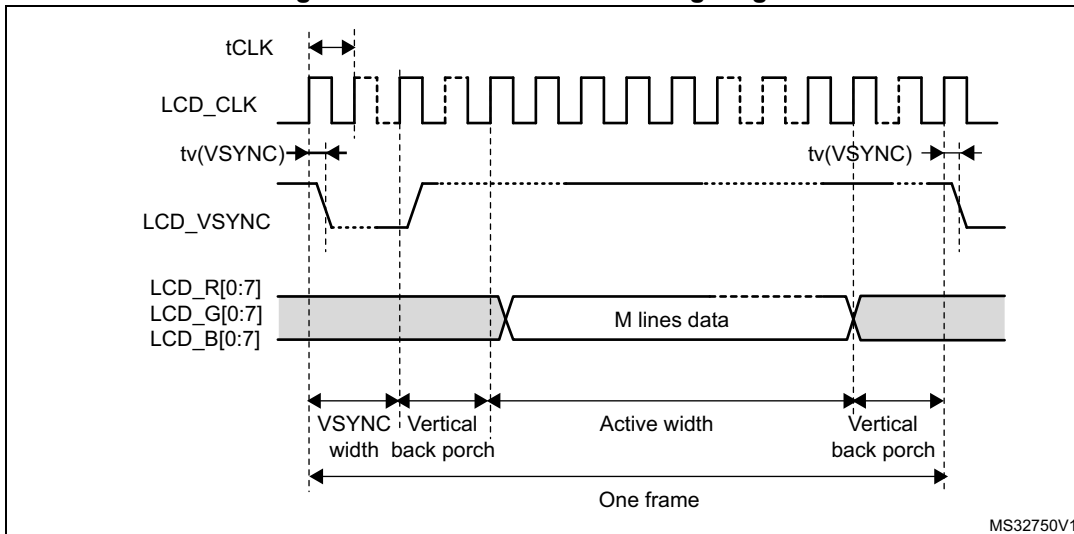 tCLK
LCD_CLK
tv(VSYNC)
tv(VSYNC)
LCD_VSYNC
LCD_R[0:7]
LCD_G[0:7]
LCD_B[0:7]
M lines data
VSYNC width
Vertical back porch
Active width
Vertical back porch
One frame
MS32750V1